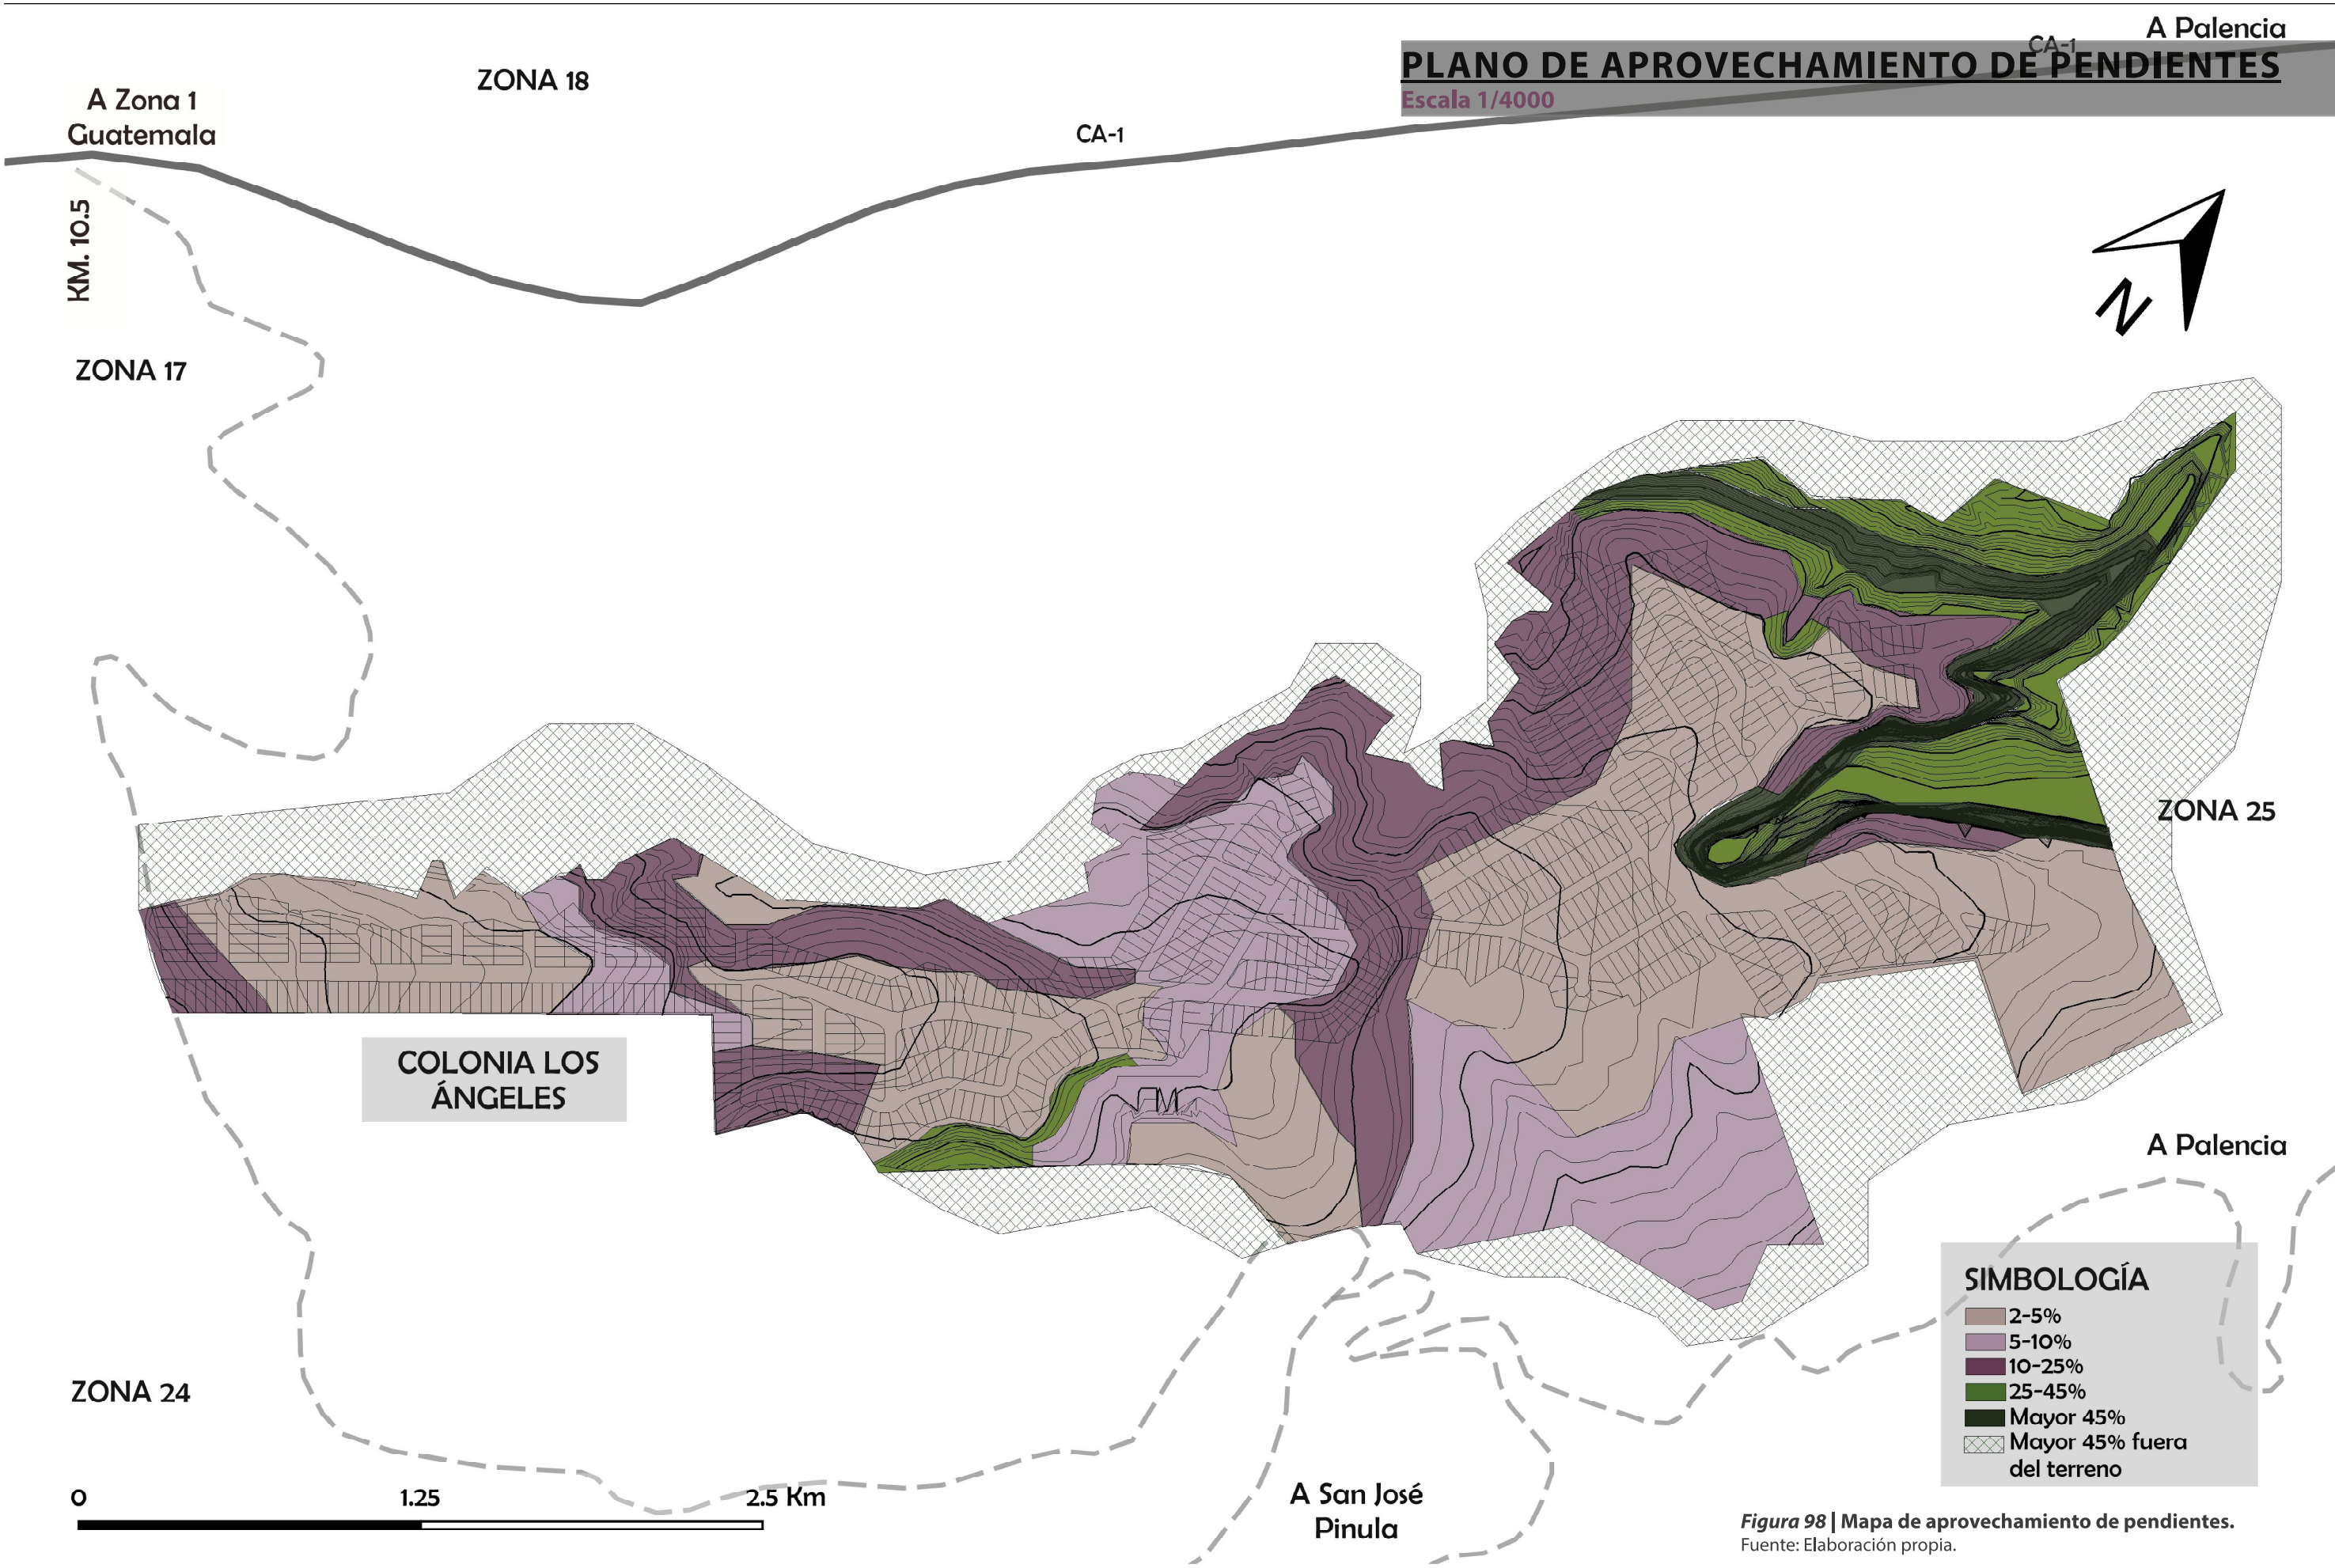 A Palencia
CA-1
PLANO DE APROVECHAMIENTO DE PENDIENTES
Escala 1/4000
ZONA 18
A Zona 1
Guatemala
CA-1
KM. 10.5
N
ZONA 17
ZONA 25
COLONIA LOS
ÁNGELES
A Palencia
SIMBOLOGÍA
2-5%
5-10%
10-25%
25-45%
Mayor 45%
Mayor 45% fuera
del terreno
ZONA 24
0 1.25 2.5 Km
A San José
Pinula
Figura 98 | Mapa de aprovechamiento de pendientes.
Fuente: Elaboración propia.